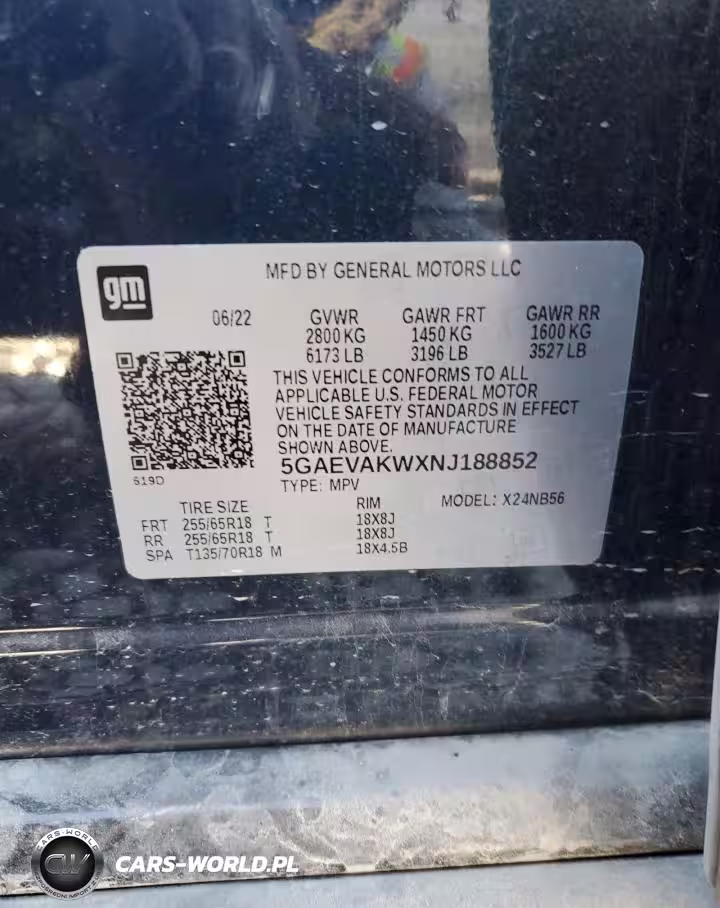 gm
MFD BY GENERAL MOTORS LLC
06/22 GVWR GAWR FRT GAWR RR
2800 KG 1450 KG 1600 KG
6173 LB 3196 LB 3527 LB
THIS VEHICLE CONFORMS TO ALL
APPLICABLE U.S. FEDERAL MOTOR
VEHICLE SAFETY STANDARDS IN EFFECT
ON THE DATE OF MANUFACTURE
SHOWN ABOVE.
5GAEVAKWXNJ188852
619D
TYPE: MPV
TIRE SIZE RIM MODEL: X24NB56
FRT 255/65R18 T 18X8J
RR 255/65R18 T 18X8J
SPA T135/70R18 M 18X4.5B
CARS-WORLD
CW
CARS-WORLD.PL